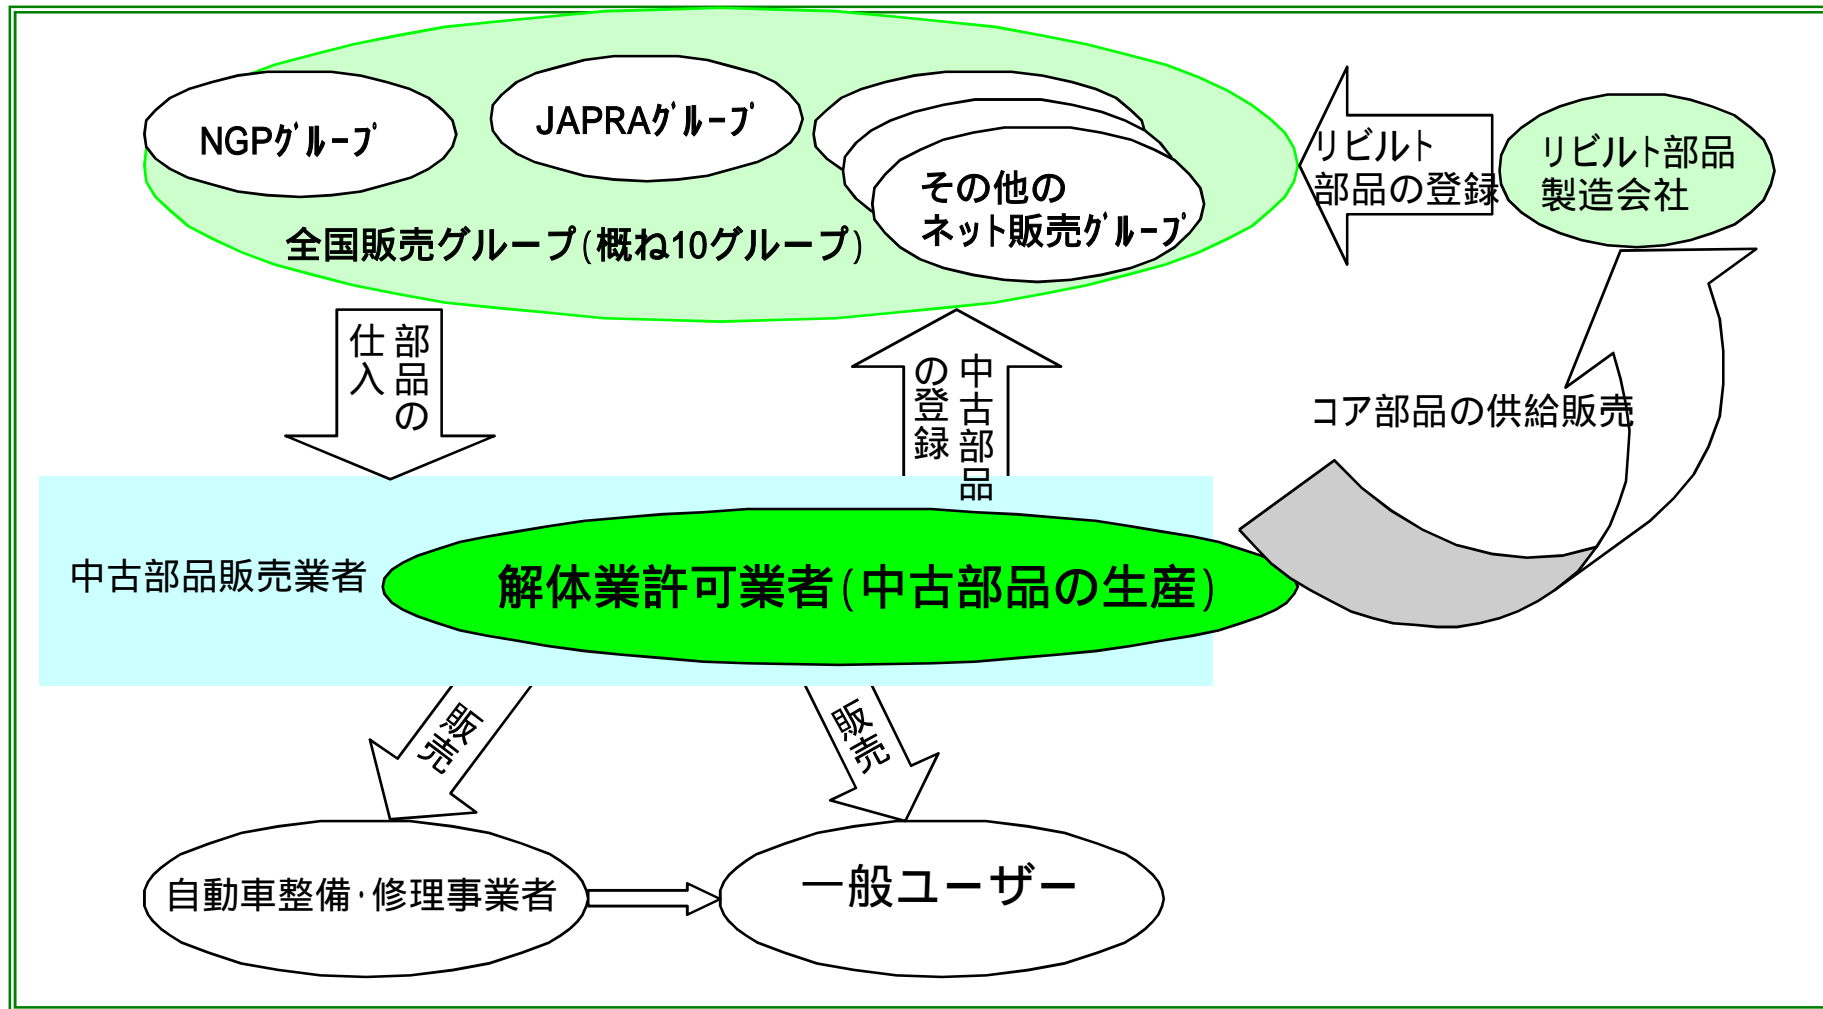 NGPグループ
JAPRAグループ
その他の
ネット販売グループ
全国販売グループ(概ね10グループ)
リビルト
部品の登録
リビルト部品
製造会社
部品の
仕入
中古部品
の登録
コア部品の供給販売
中古部品販売業者
解体業許可業者(中古部品の生産)
販売
販売
自動車整備・修理事業者
一般ユーザー